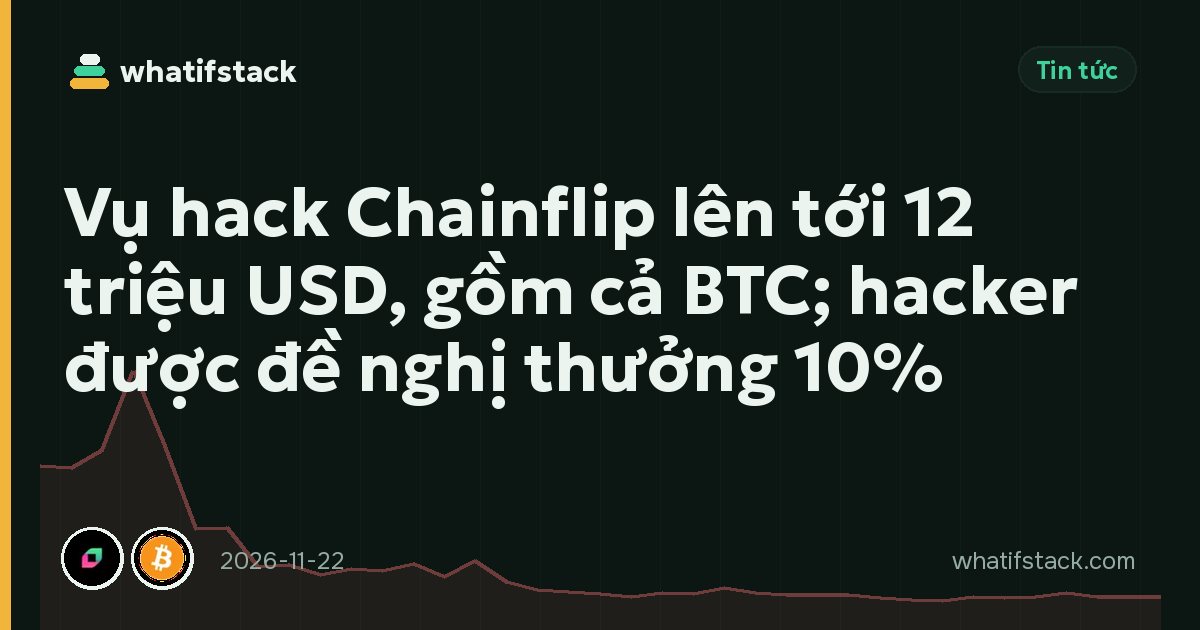 whatifstack
Tin tức
Vụ hack Chainflip lên tới 12
triệu USD, gồm cả BTC; hacker
được đề nghị thưởng 10%
2026-11-22
whatifstack.com